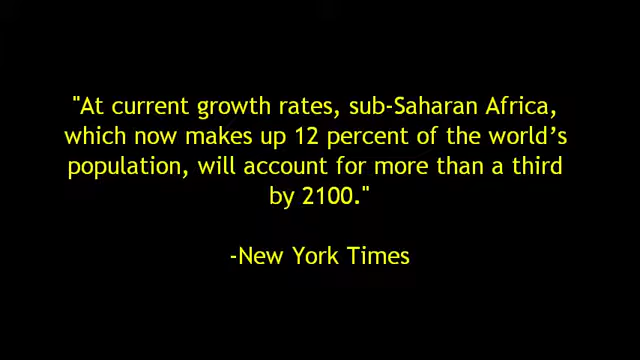 "At current growth rates, sub-Saharan Africa,
which now makes up 12 percent of the world’s
population, will account for more than a third
by 2100."
-New York Times